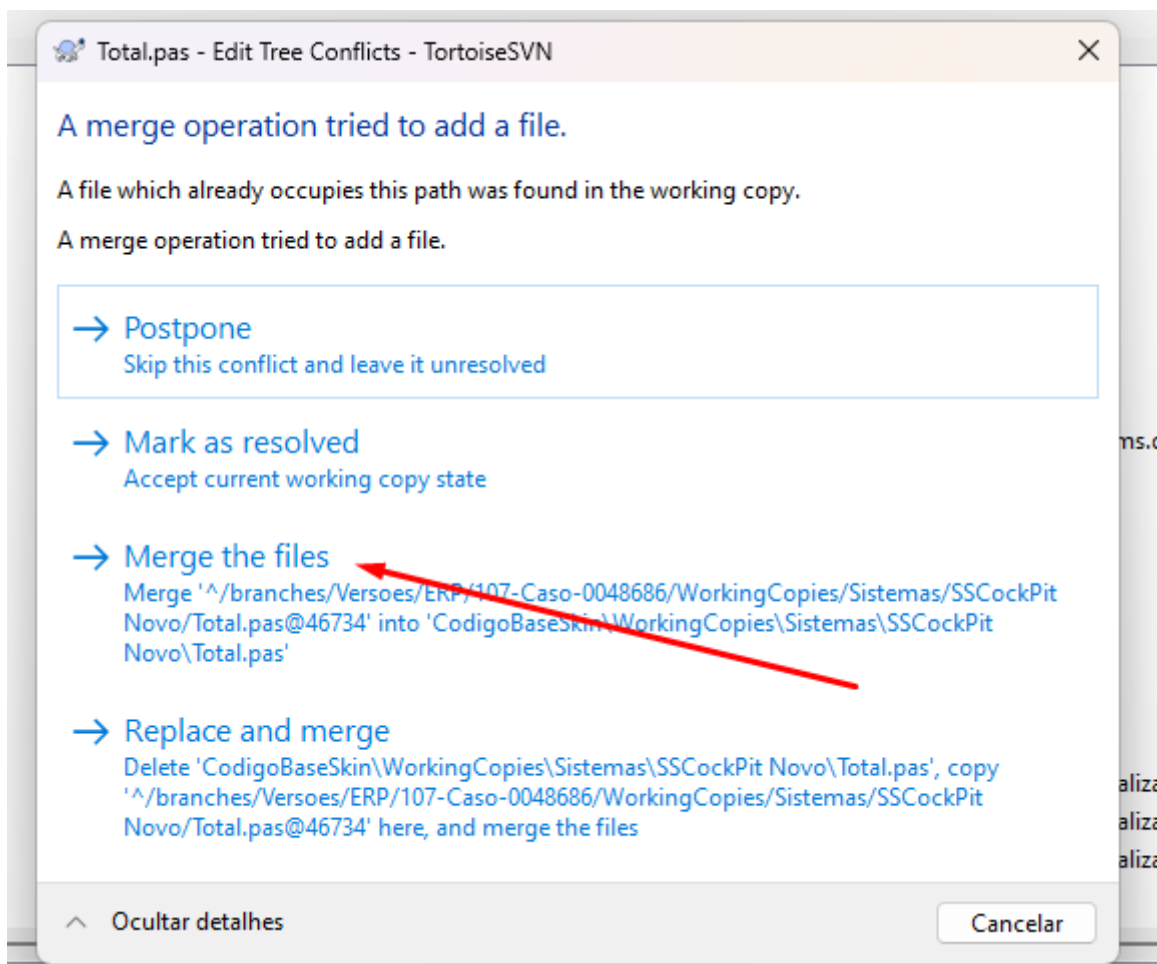 Total.pas - Edit Tree Conflicts - TortoiseSVN
A merge operation tried to add a file.
A file which already occupies this path was found in the working copy.
A merge operation tried to add a file.
Postpone
Skip this conflict and leave it unresolved
Mark as resolved
Accept current working copy state
Merge the files
Merge '^/branches/Versoes/ERP/107-Caso-0048686/WorkingCopies/Sistemas/SSCockPit
Novo/Total.pas@46734' into 'CodigoBaseSkin\WorkingCopies\Sistemas\SSCockPit
Novo\Total.pas'
Replace and merge
Delete 'CodigoBaseSkin\WorkingCopies\Sistemas\SSCockPit Novo\Total.pas', copy
'^/branches/Versoes/ERP/107-Caso-0048686/WorkingCopies/Sistemas/SSCockPit
Novo/Total.pas@46734' here, and merge the files
Ocultar detalhes
Cancelar